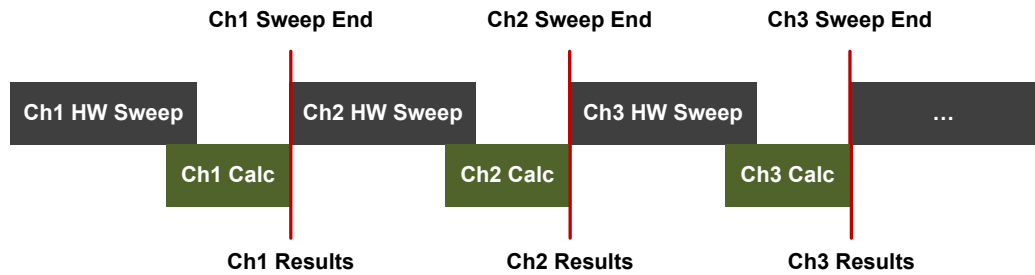 Ch1 Sweep End
Ch2 Sweep End
Ch3 Sweep End
Ch1 HW Sweep
Ch2 HW Sweep
Ch3 HW Sweep
...
Ch1 Calc
Ch2 Calc
Ch3 Calc
Ch1 Results
Ch2 Results
Ch3 Results